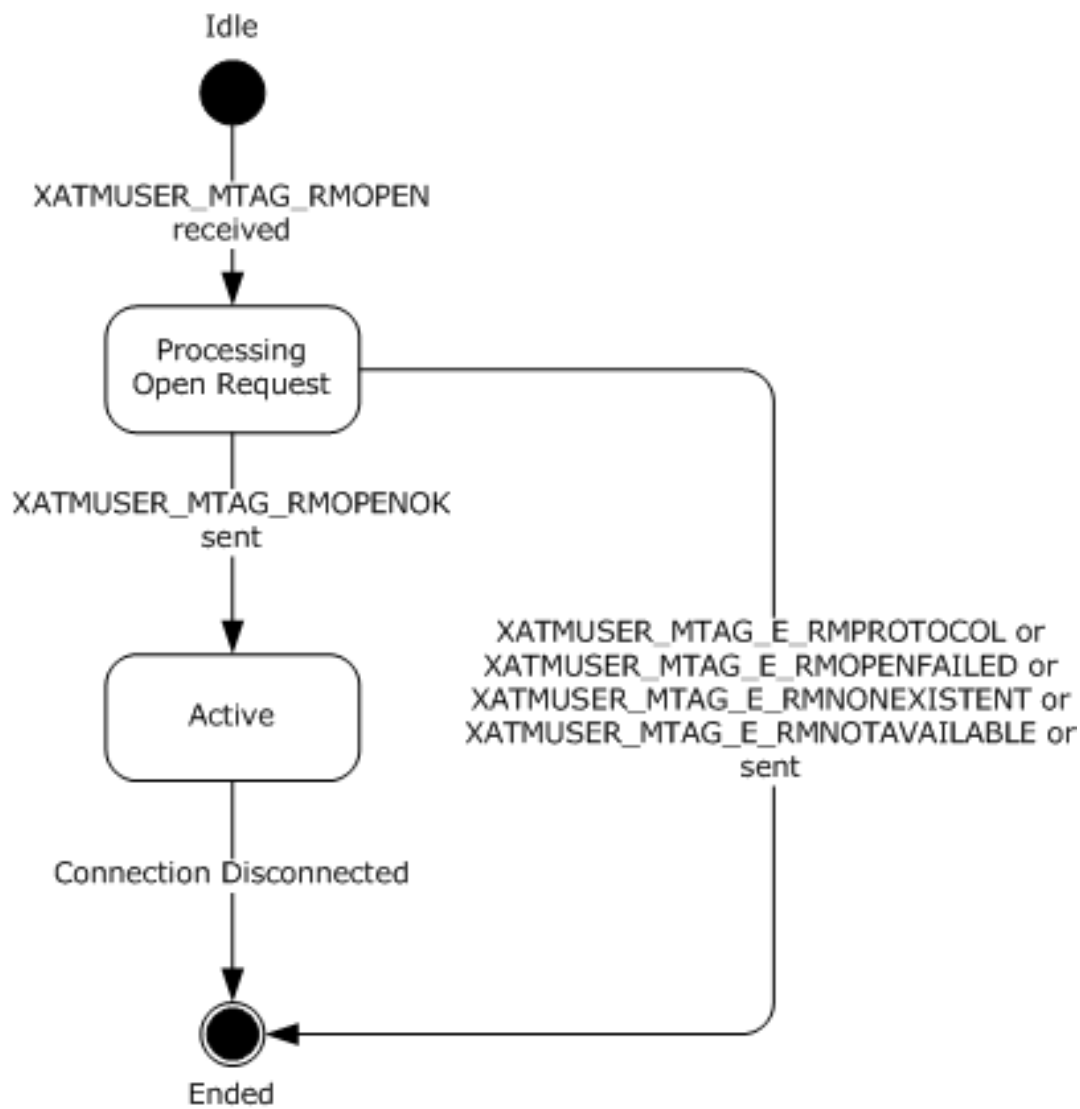 Idle
XATMUSER_MTAG_RMOPEN
received
Processing
Open Request
XATMUSER_MTAG_RMOPENOK
sent
XATMUSER_MTAG_E_RMPROTOCOL or
XATMUSER_MTAG_E_RMOPENFAILED or
XATMUSER_MTAG_E_RMNONEXISTENT or
XATMUSER_MTAG_E_RMNOTAVAILABLE or
sent
Active
Connection Disconnected
Ended